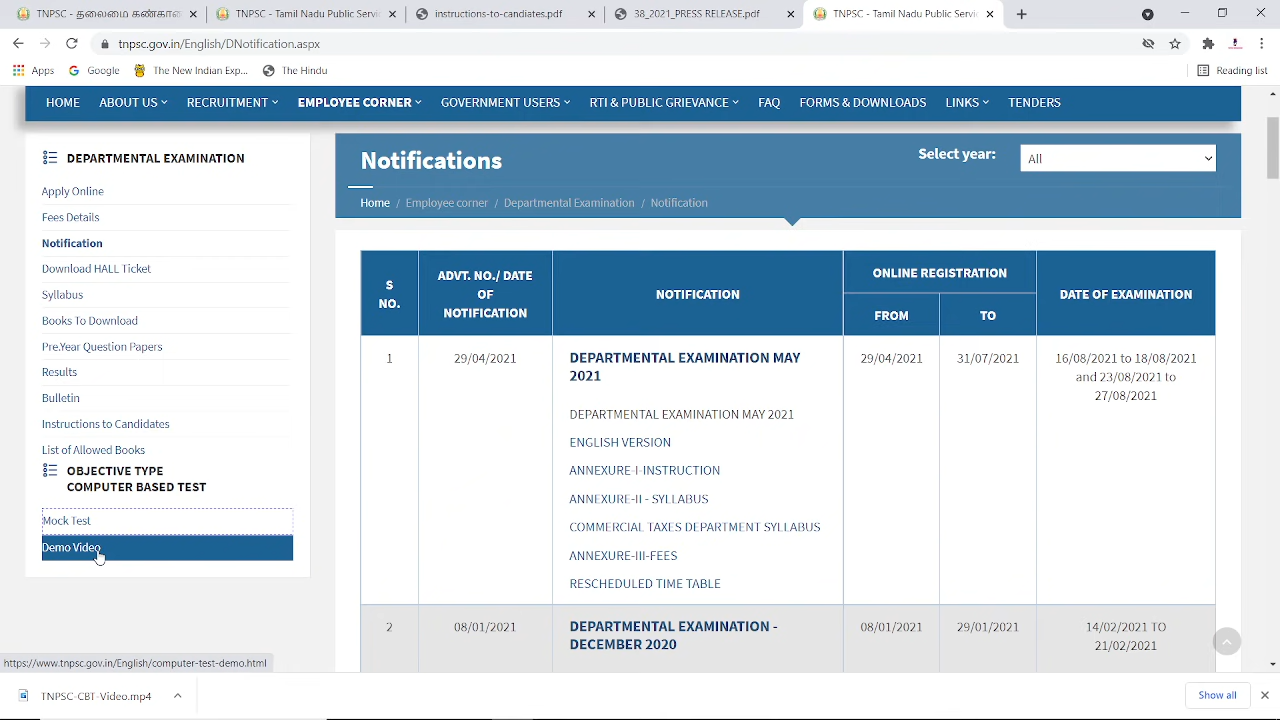 TNPSC - தமிழ்நாடு அரசுப்பணியாளர்
TNPSC - Tamil Nadu Public Servic
instructions-to-candiates.pdf
38_2021_PRESS RELEASE.pdf
TNPSC - Tamil Nadu Public Servic
tnpsc.gov.in/English/DNotification.aspx
Apps
Google
The New Indian Exp...
The Hindu
Reading list
HOME
ABOUT US
RECRUITMENT
EMPLOYEE CORNER
GOVERNMENT USERS
RTI & PUBLIC GRIEVANCE
FAQ
FORMS & DOWNLOADS
LINKS
TENDERS
DEPARTMENTAL EXAMINATION
Apply Online
Fees Details
Notification
Download HALL Ticket
Syllabus
Books To Download
Pre.Year Question Papers
Results
Bulletin
Instructions to Candidates
List of Allowed Books
OBJECTIVE TYPE
COMPUTER BASED TEST
Mock Test
Demo Video
Notifications
Select year:
All
Home / Employee corner / Departmental Examination / Notification
S
NO.
ADVT. NO./ DATE
OF
NOTIFICATION
NOTIFICATION
ONLINE REGISTRATION
FROM
TO
DATE OF EXAMINATION
1
29/04/2021
DEPARTMENTAL EXAMINATION MAY
2021
DEPARTMENTAL EXAMINATION MAY 2021
ENGLISH VERSION
ANNEXURE-I-INSTRUCTION
ANNEXURE-II - SYLLABUS
COMMERCIAL TAXES DEPARTMENT SYLLABUS
ANNEXURE-III-FEES
RESCHEDULED TIME TABLE
29/04/2021
31/07/2021
16/08/2021 to 18/08/2021
and 23/08/2021 to
27/08/2021
2
08/01/2021
DEPARTMENTAL EXAMINATION -
DECEMBER 2020
08/01/2021
29/01/2021
14/02/2021 TO
21/02/2021
https://www.tnpsc.gov.in/English/computer-test-demo.html
TNPSC-CBT-Video.mp4
Show all